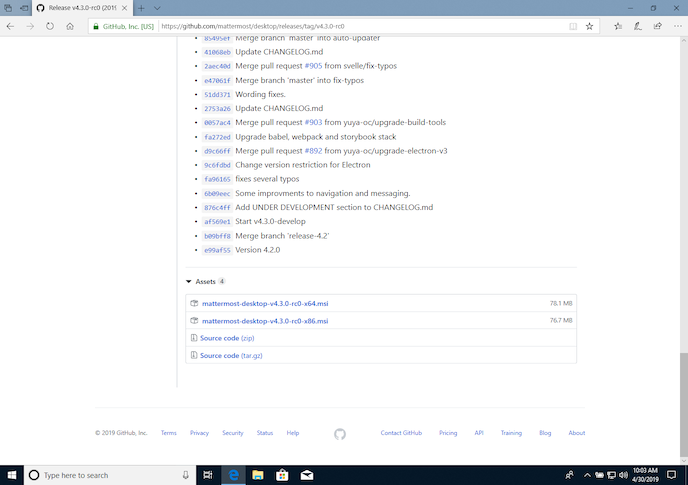 Release v4.3.0-rc0 (2019
GitHub, Inc. [US]
https://github.com/mattermost/desktop/releases/tag/v4.3.0-rc0
85495ef Merge branch 'master' into auto-updater
41068eb Update CHANGELOG.md
2aec40d Merge pull request #905 from svelle/fix-typos
e47061f Merge branch 'master' into fix-typos
51dd371 Wording fixes.
2753a26 Update CHANGELOG.md
0057ac4 Merge pull request #903 from yuya-oc/upgrade-build-tools
fa272ed Upgrade babel, webpack and storybook stack
d9c66ff Merge pull request #892 from yuya-oc/upgrade-electron-v3
9c6fdbd Change version restriction for Electron
fa96165 fixes several typos
6b09eec Some improvments to navigation and messaging.
876c4ff Add UNDER DEVELOPMENT section to CHANGELOG.md
af569e1 Start v4.3.0-develop
b09bff8 Merge branch 'release-4.2'
e99af55 Version 4.2.0
Assets 4
mattermost-desktop-v4.3.0-rc0-x64.msi 78.1 MB
mattermost-desktop-v4.3.0-rc0-x86.msi 76.7 MB
Source code (zip)
Source code (tar.gz)
© 2019 GitHub, Inc. Terms Privacy Security Status Help Contact GitHub Pricing API Training Blog About
Type here to search
10:03 AM
4/30/2019